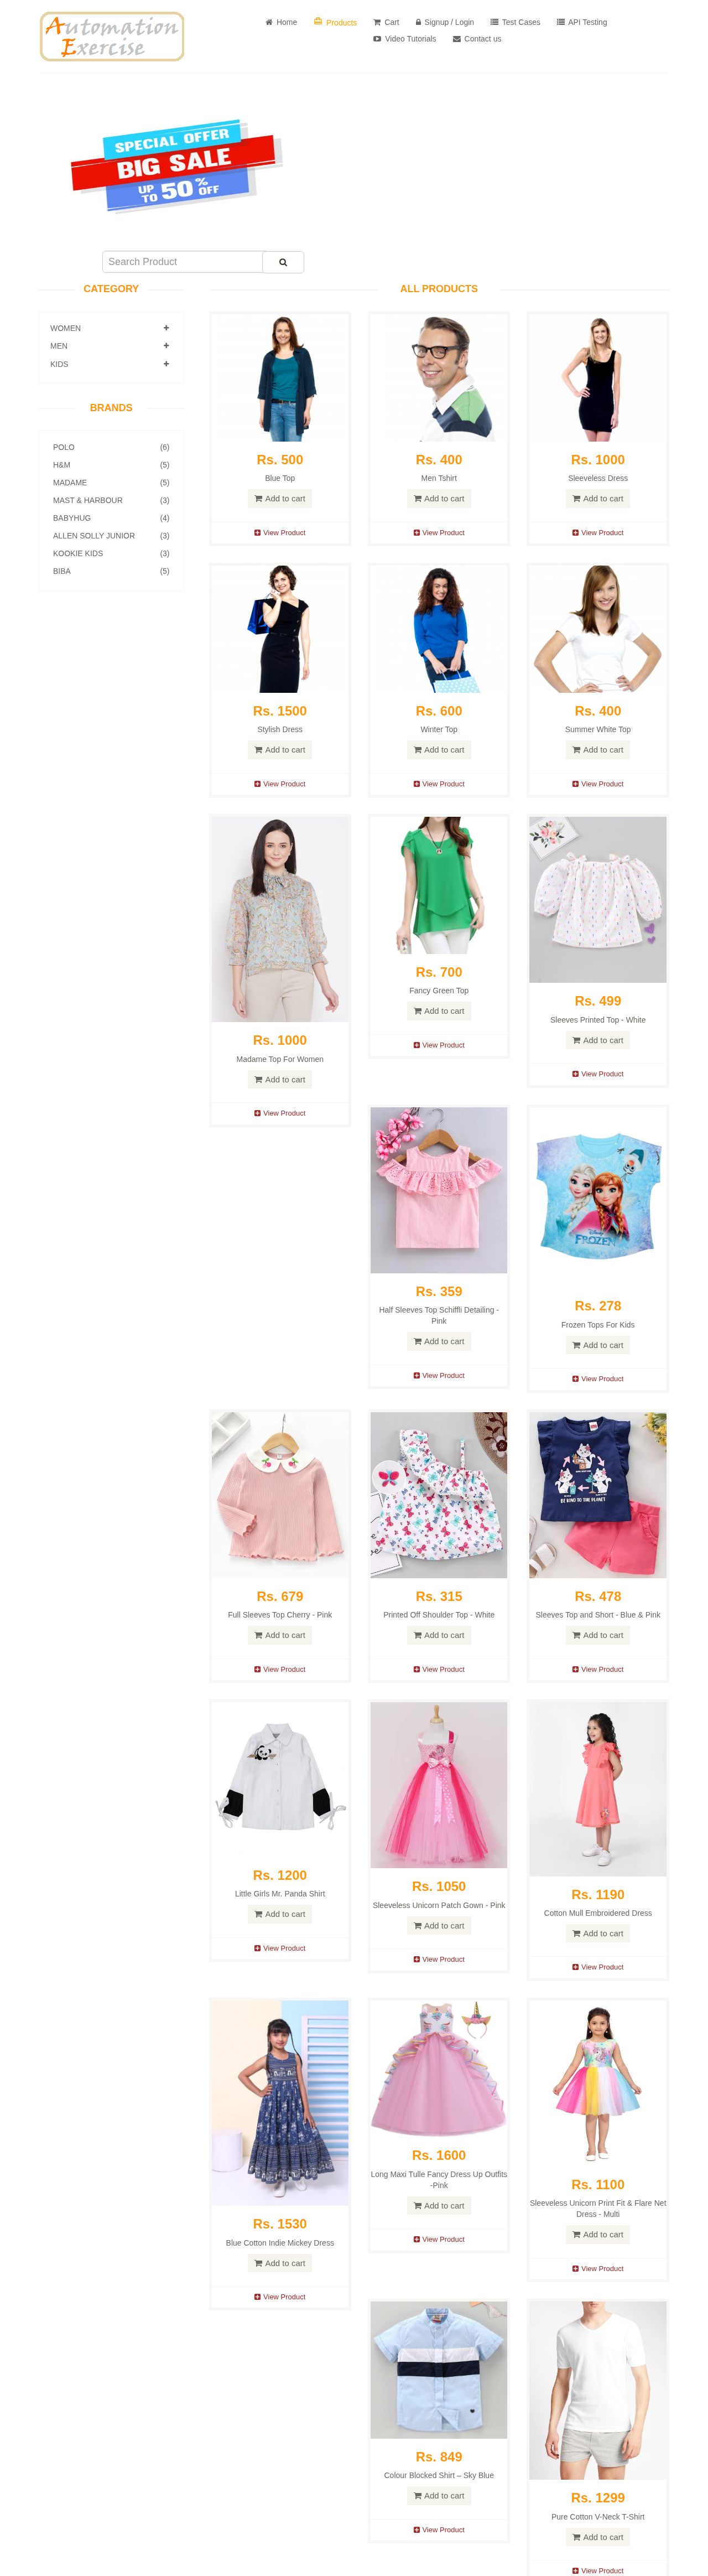 Automation
Exercise
Home
Products
Cart
Signup / Login
Test Cases
API Testing
Video Tutorials
Contact us
SPECIAL OFFER
BIG SALE
UP TO 50% OFF
Search Product
CATEGORY
WOMEN
MEN
KIDS
BRANDS
POLO (6)
H&M (5)
MADAME (5)
MAST & HARBOUR (3)
BABYHUG (4)
ALLEN SOLLY JUNIOR (3)
KOOKIE KIDS (3)
BIBA (5)
ALL PRODUCTS
Rs. 500
Blue Top
Add to cart
View Product
Rs. 400
Men Tshirt
Add to cart
View Product
Rs. 1000
Sleeveless Dress
Add to cart
View Product
Rs. 1500
Stylish Dress
Add to cart
View Product
Rs. 600
Winter Top
Add to cart
View Product
Rs. 400
Summer White Top
Add to cart
View Product
Rs. 1000
Madame Top For Women
Add to cart
View Product
Rs. 700
Fancy Green Top
Add to cart
View Product
Rs. 499
Sleeves Printed Top - White
Add to cart
View Product
Rs. 359
Half Sleeves Top Schiffli Detailing -
Pink
Add to cart
View Product
Disney
FROZEN
Rs. 278
Frozen Tops For Kids
Add to cart
View Product
Rs. 679
Full Sleeves Top Cherry - Pink
Add to cart
View Product
Rs. 315
Printed Off Shoulder Top - White
Add to cart
View Product
BE KIND TO THE PLANET
Rs. 478
Sleeves Top and Short - Blue & Pink
Add to cart
View Product
Rs. 1200
Little Girls Mr. Panda Shirt
Add to cart
View Product
Rs. 1050
Sleeveless Unicorn Patch Gown - Pink
Add to cart
View Product
Rs. 1190
Cotton Mull Embroidered Dress
Add to cart
View Product
Rs. 1530
Blue Cotton Indie Mickey Dress
Add to cart
View Product
Rs. 1600
Long Maxi Tulle Fancy Dress Up Outfits
-Pink
Add to cart
View Product
Rs. 1100
Sleeveless Unicorn Print Fit & Flare Net
Dress - Multi
Add to cart
View Product
Rs. 849
Colour Blocked Shirt – Sky Blue
Add to cart
View Product
Rs. 1299
Pure Cotton V-Neck T-Shirt
Add to cart
View Product